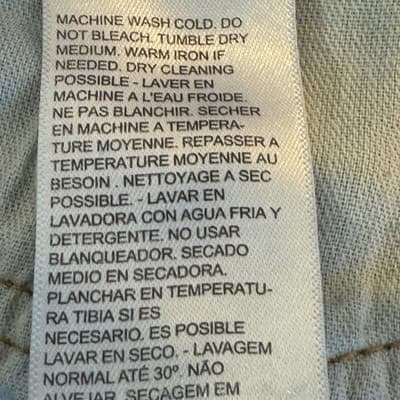 MACHINE WASH COLD. DO
NOT BLEACH. TUMBLE DRY
MEDIUM. WARM IRON IF
NEEDED. DRY CLEANING
POSSIBLE - LAVER EN
MACHINE A L'EAU FROIDE.
NE PAS BLANCHIR. SECHER
EN MACHINE A TEMPERA-
TURE MOYENNE. REPASSER A
TEMPERATURE MOYENNE AU
BESOIN . NETTOYAGE A SEC
POSSIBLE. - LAVAR EN
LAVADORA CON AGUA FRIA Y
DETERGENTE. NO USAR
BLANQUEADOR. SECADO
MEDIO EN SECADORA.
PLANCHAR EN TEMPERATU-
RA TIBIA SI ES
NECESARIO. ES POSIBLE
LAVAR EN SECO. - LAVAGEM
NORMAL ATÉ 30º. NÃO
ALVEJAR. SECAGEM EM